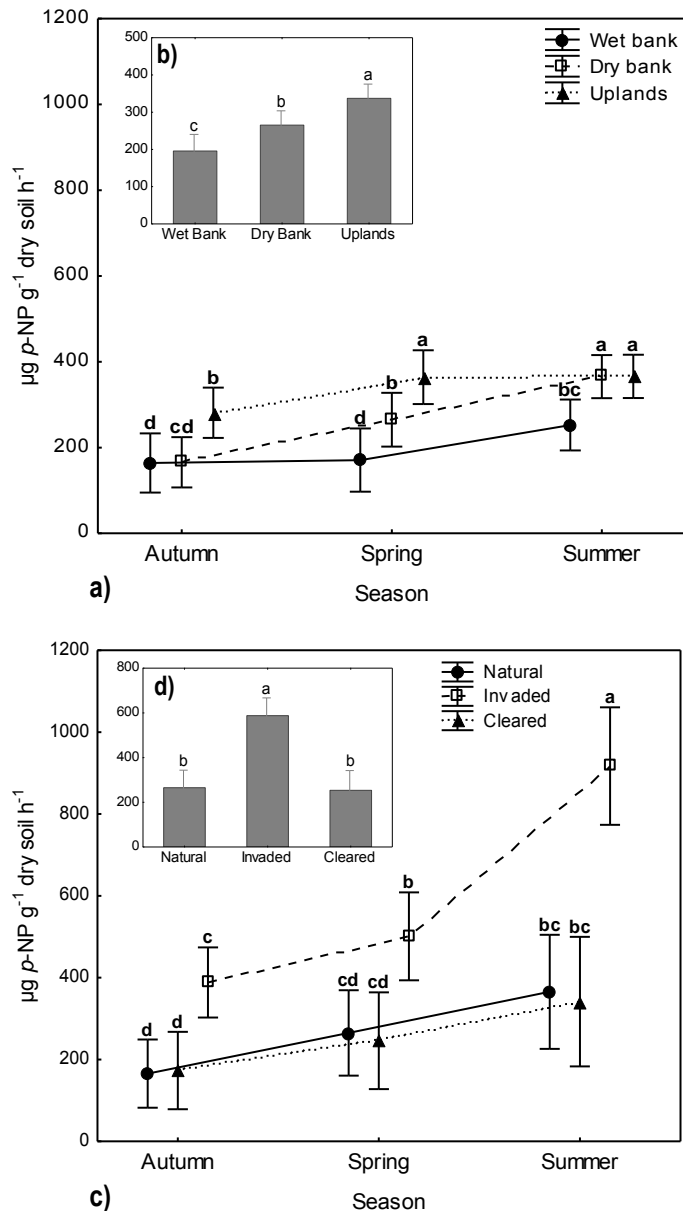 a)
Season
µg p-NP g⁻¹ dry soil h⁻¹
1200
1000
800
600
400
200
0
Autumn
Spring
Summer
Wet bank
Dry bank
Uplands
d
cd
b
d
b
a
bc
a
a
b)
500
400
300
200
100
0
c
b
a
Wet Bank
Dry Bank
Uplands
c)
Season
µg p-NP g⁻¹ dry soil h⁻¹
1200
1000
800
600
400
200
0
Autumn
Spring
Summer
Natural
Invaded
Cleared
d
d
c
cd
cd
b
bc
bc
a
d)
800
600
400
200
0
b
a
b
Natural
Invaded
Cleared